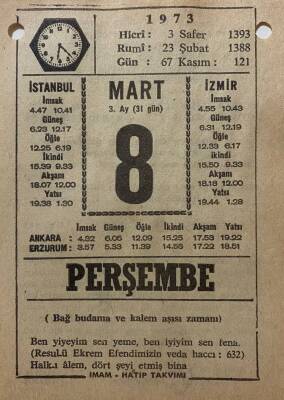 1973
Hicrî : 3 Safer 1393
Rumî : 23 Şubat 1388
Gün : 67 Kasım : 121
İSTANBUL
İmsak
4.47 10.41
Güneş
6.23 12.17
Öğle
12.25 6.19
İkindi
15.39 9.33
Akşam
18.07 12.00
Yatsı
19.38 1.30
MART
3. Ay (31 gün)
8
İZMİR
İmsak
4.55 10.43
Güneş
6.31 12.19
Öğle
12.33 6.17
İkindi
15.50 9.33
Akşam
18.18 12.00
Yatsı
19.44 1.28
İmsak Güneş Öğle İkindi Akşam Yatsı
ANKARA : 4.32 6.06 12.09 15.25 17.53 19.22
ERZURUM : 3.57 5.33 11.39 14.56 17.22 18.51
PERŞEMBE
( Bağ budama ve kalem aşısı zamanı)
Ben yiyeyim sen yeme, ben iyiyim sen fena.
(Resulü Ekrem Efendimizin veda haccı : 632)
Halk-ı âlem, dört şeyi etmiş bina
İMAM - HATİP TAKVİMİ